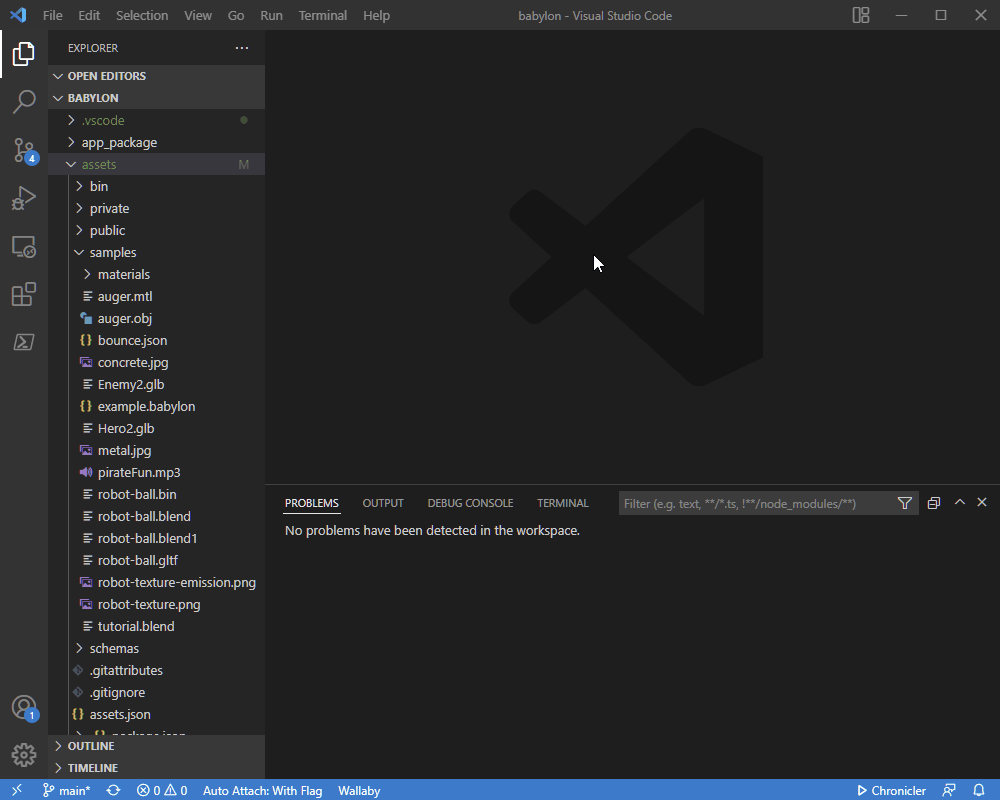 File Edit Selection View Go Run Terminal Help babylon - Visual Studio Code
EXPLORER
OPEN EDITORS
BABYLON
.vscode
app_package
assets M
bin
private
public
samples
materials
auger.mtl
auger.obj
bounce.json
concrete.jpg
Enemy2.glb
example.babylon
Hero2.glb
metal.jpg
pirateFun.mp3
robot-ball.bin
robot-ball.blend
robot-ball.blend1
robot-ball.gltf
robot-texture-emission.png
robot-texture.png
tutorial.blend
schemas
.gitattributes
.gitignore
assets.json
package.json
OUTLINE
TIMELINE
4
1
PROBLEMS OUTPUT DEBUG CONSOLE TERMINAL Filter (e.g. text, **/*.ts, !**/node_modules/**)
No problems have been detected in the workspace.
main* 0 0 Auto Attach: With Flag Wallaby Chronicler